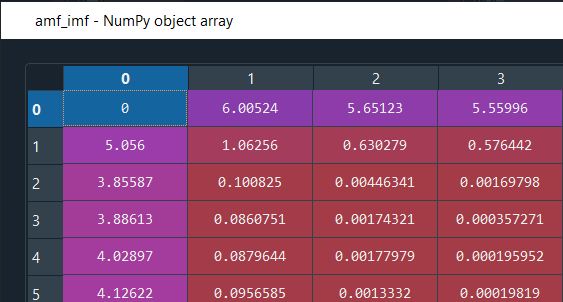 amf_imf - NumPy object array
0 1 2 3
0 0 6.00524 5.65123 5.55996
1 5.056 1.06256 0.630279 0.576442
2 3.85587 0.100825 0.00446341 0.00169798
3 3.88613 0.0860751 0.00174321 0.000357271
4 4.02897 0.0879644 0.00177979 0.000195952
5 4.12622 0.0956585 0.0013332 0.00019819